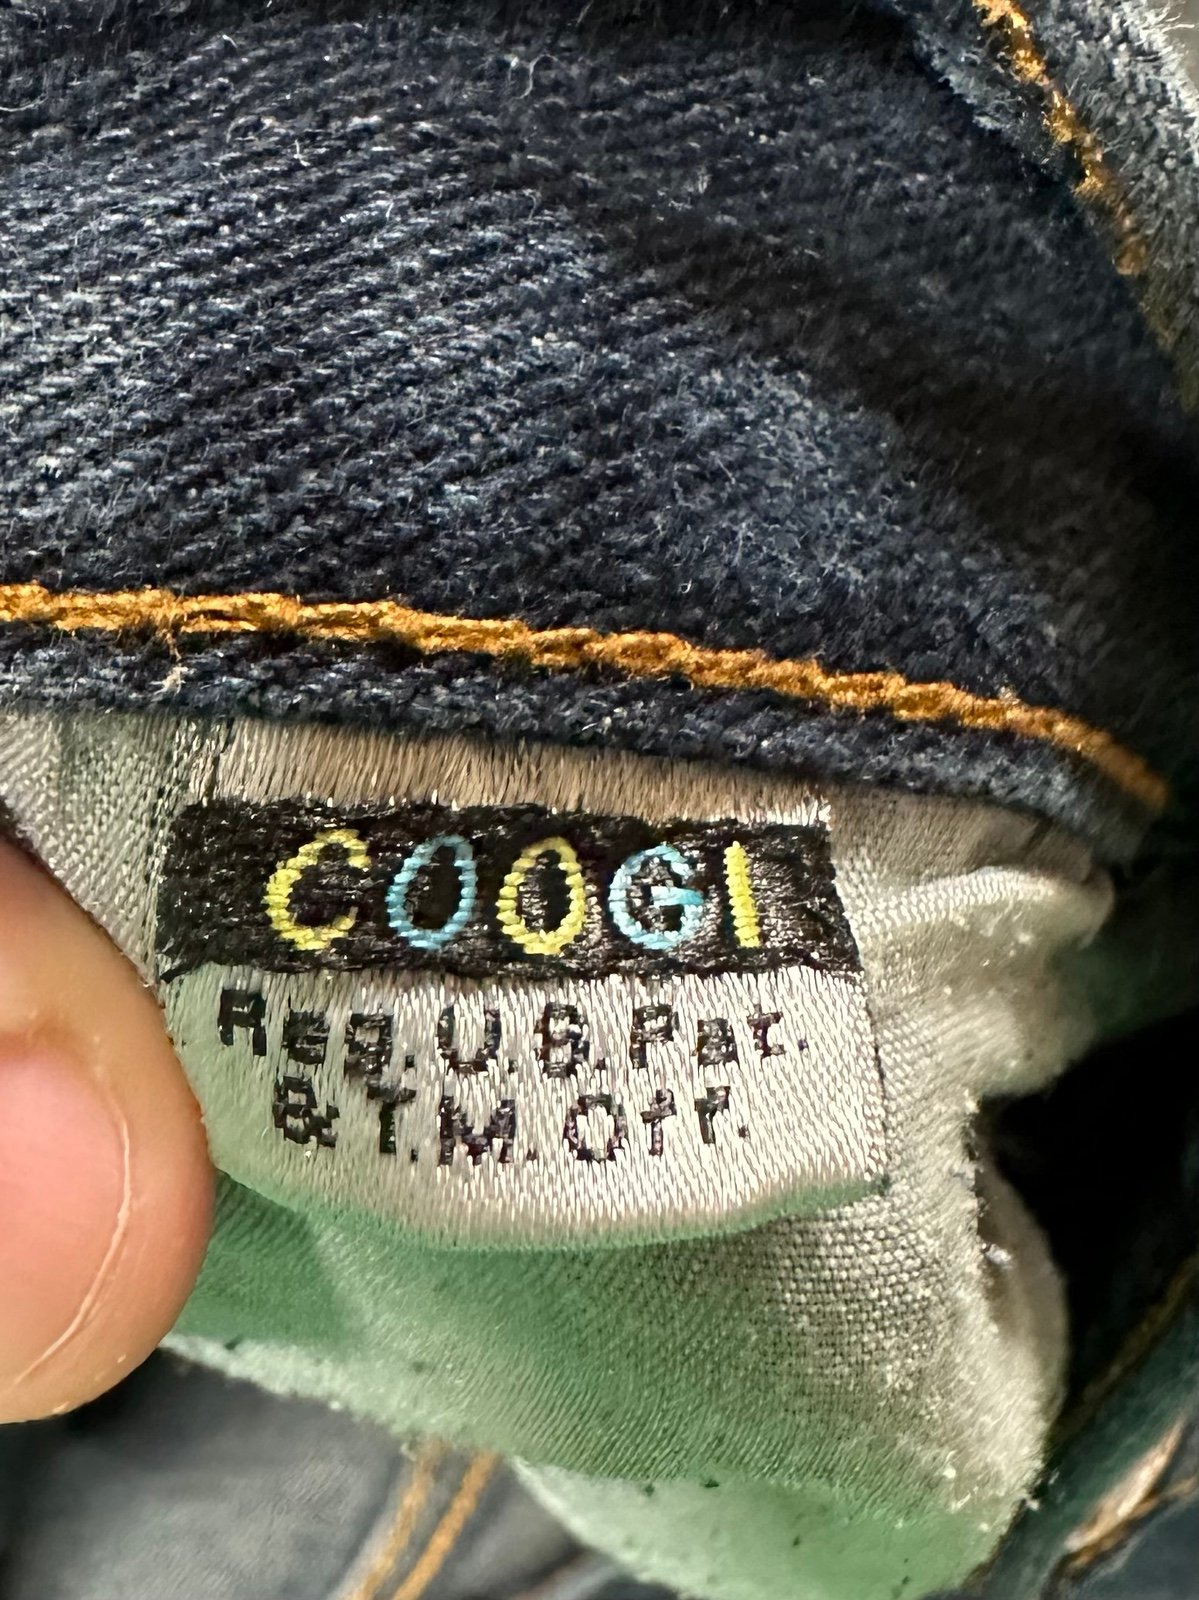 COOGI
Reg. U.S. Pat.
& T.M. Off.